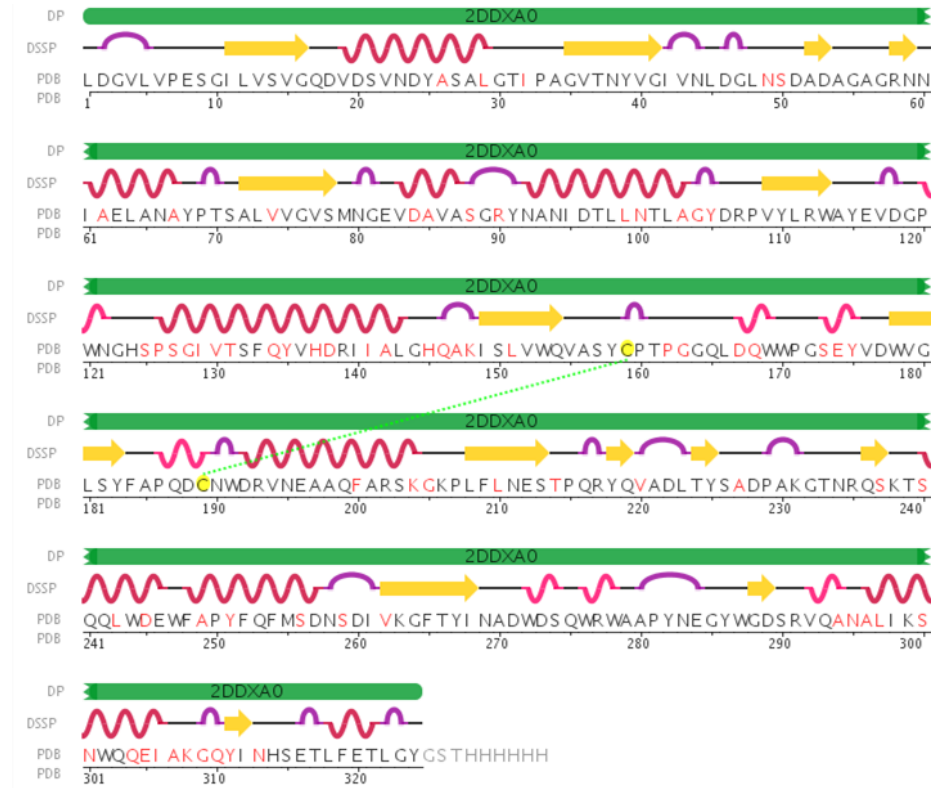 DP 2DDXA0
DSSP
PDB LDGVLVPESGILVSVGQDVDSVNDYASALGTIPAGVTNYVGIVNLDGLNSDADAGAGRNN
PDB 1 10 20 30 40 50 60
DP 2DDXA0
DSSP
PDB IAELANAYPTSALVVGVSMNGEVDAVASGRYNANIDTLLNTLAGYDRPVYLRWAYEVDGP
PDB 61 70 80 90 100 110 120
DP 2DDXA0
DSSP
PDB WNGHSPSGIVTSFQYVHDRIIALGHQAKISLVWQVASYCPTPGGQLDQWWPGSEYVDWVG
PDB 121 130 140 150 160 170 180
DP 2DDXA0
DSSP
PDB LSYFAPQDCNWDRVNEAAQFARSKGKPLFLNESTPQRYQVADLTYSADPAKGTNRQSKTS
PDB 181 190 200 210 220 230 240
DP 2DDXA0
DSSP
PDB QQLWDEWFAPYFQFMSDNSDIVKGFTYINADWDSQWRWAAPYNEGYWGDSRVQANALIKS
PDB 241 250 260 270 280 290 300
DP 2DDXA0
DSSP
PDB NWQQEIAKGQYINHSETLFETLGYGSTHHHHHH
PDB 301 310 320